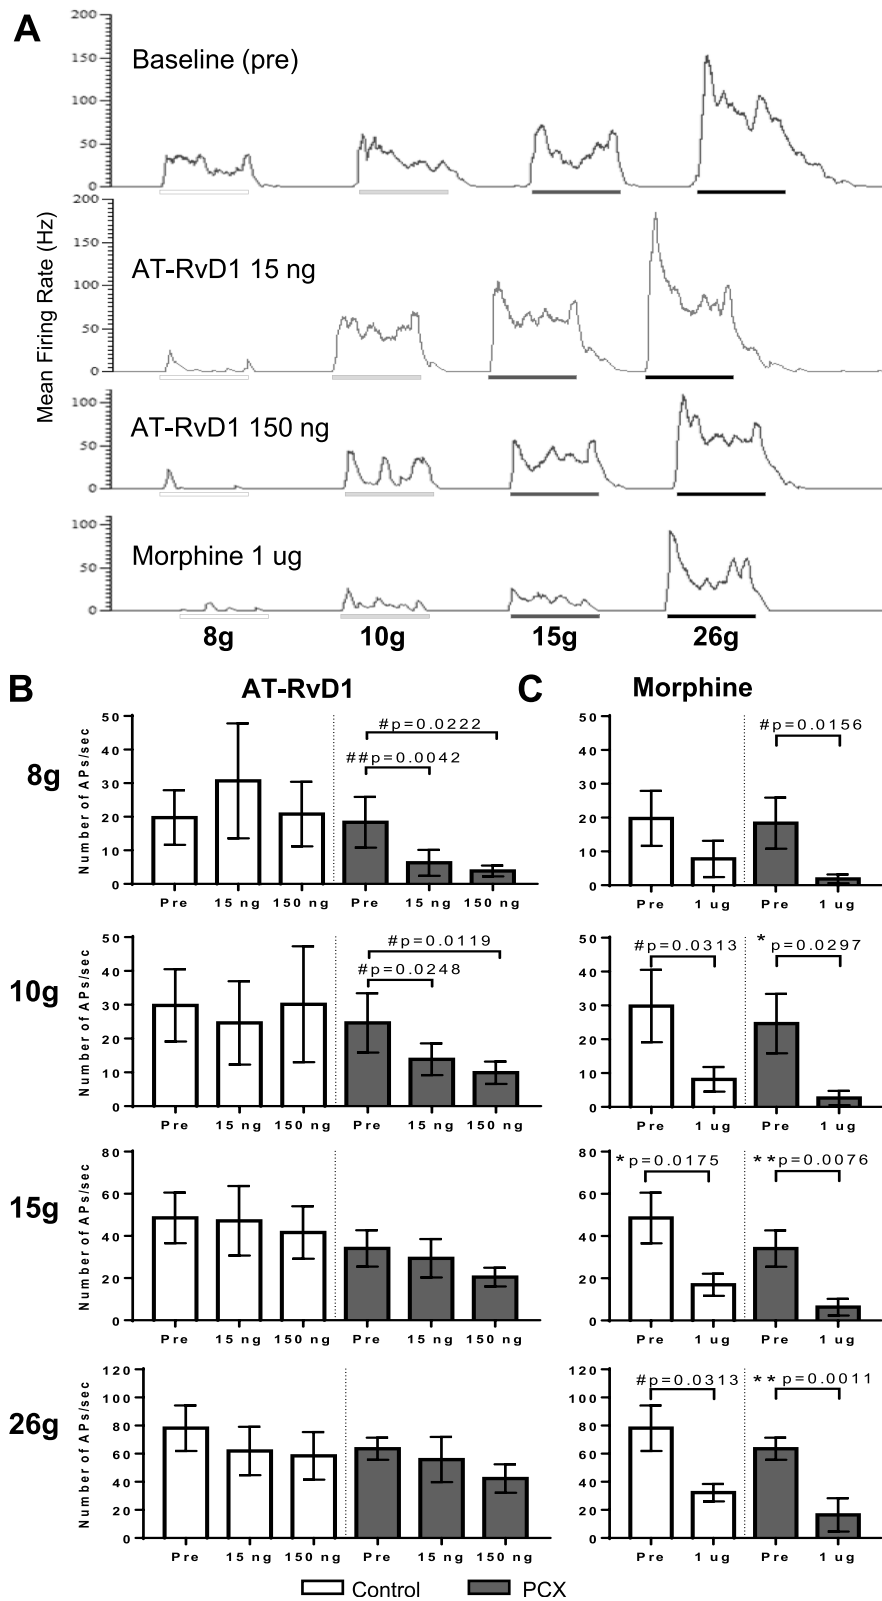 A
Mean Firing Rate (Hz)
200
150
100
50
0
Baseline (pre)
200
150
100
50
0
AT-RvD1 15 ng
100
50
0
AT-RvD1 150 ng
100
50
0
Morphine 1 ug
8g 10g 15g 26g
B AT-RvD1
8g
Number of APs/sec
50
40
30
20
10
0
#p=0.0222
##p=0.0042
Pre 15 ng 150 ng Pre 15 ng 150 ng
10g
Number of APs/sec
50
40
30
20
10
0
#p=0.0119
#p=0.0248
Pre 15 ng 150 ng Pre 15 ng 150 ng
15g
Number of APs/sec
80
60
40
20
0
Pre 15 ng 150 ng Pre 15 ng 150 ng
26g
Number of APs/sec
120
100
80
60
40
20
0
Pre 15 ng 150 ng Pre 15 ng 150 ng
C Morphine
50
40
30
20
10
0
#p=0.0156
Pre 1 ug Pre 1 ug
50
40
30
20
10
0
#p=0.0313 *p=0.0297
Pre 1 ug Pre 1 ug
80
60
40
20
0
*p=0.0175 **p=0.0076
Pre 1 ug Pre 1 ug
120
100
80
60
40
20
0
#p=0.0313 **p=0.0011
Pre 1 ug Pre 1 ug
Control PCX